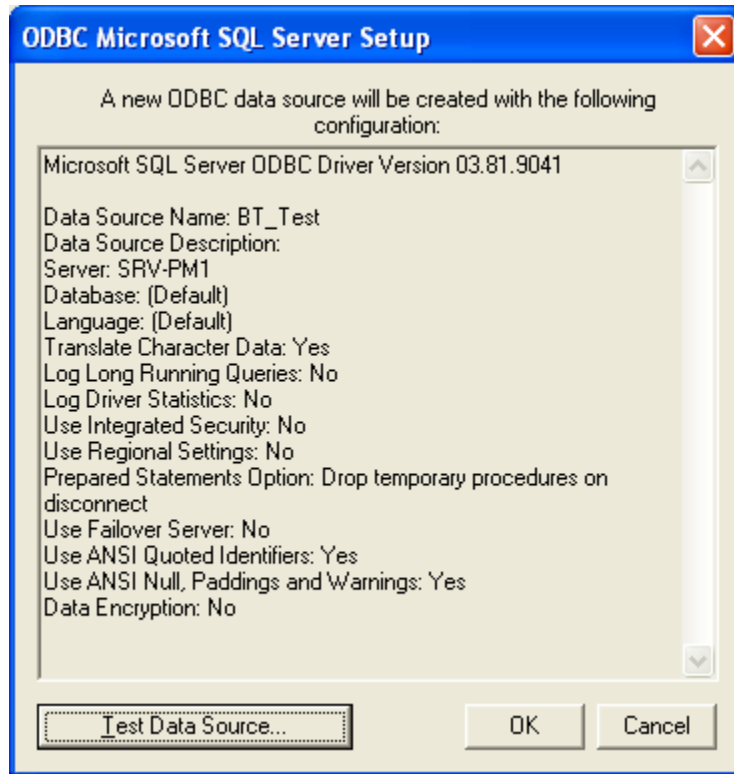 ODBC Microsoft SQL Server Setup
A new ODBC data source will be created with the following
configuration:
Microsoft SQL Server ODBC Driver Version 03.81.9041
Data Source Name: BT_Test
Data Source Description:
Server: SRV-PM1
Database: (Default)
Language: (Default)
Translate Character Data: Yes
Log Long Running Queries: No
Log Driver Statistics: No
Use Integrated Security: No
Use Regional Settings: No
Prepared Statements Option: Drop temporary procedures on
disconnect
Use Failover Server: No
Use ANSI Quoted Identifiers: Yes
Use ANSI Null, Paddings and Warnings: Yes
Data Encryption: No
Test Data Source...
OK
Cancel